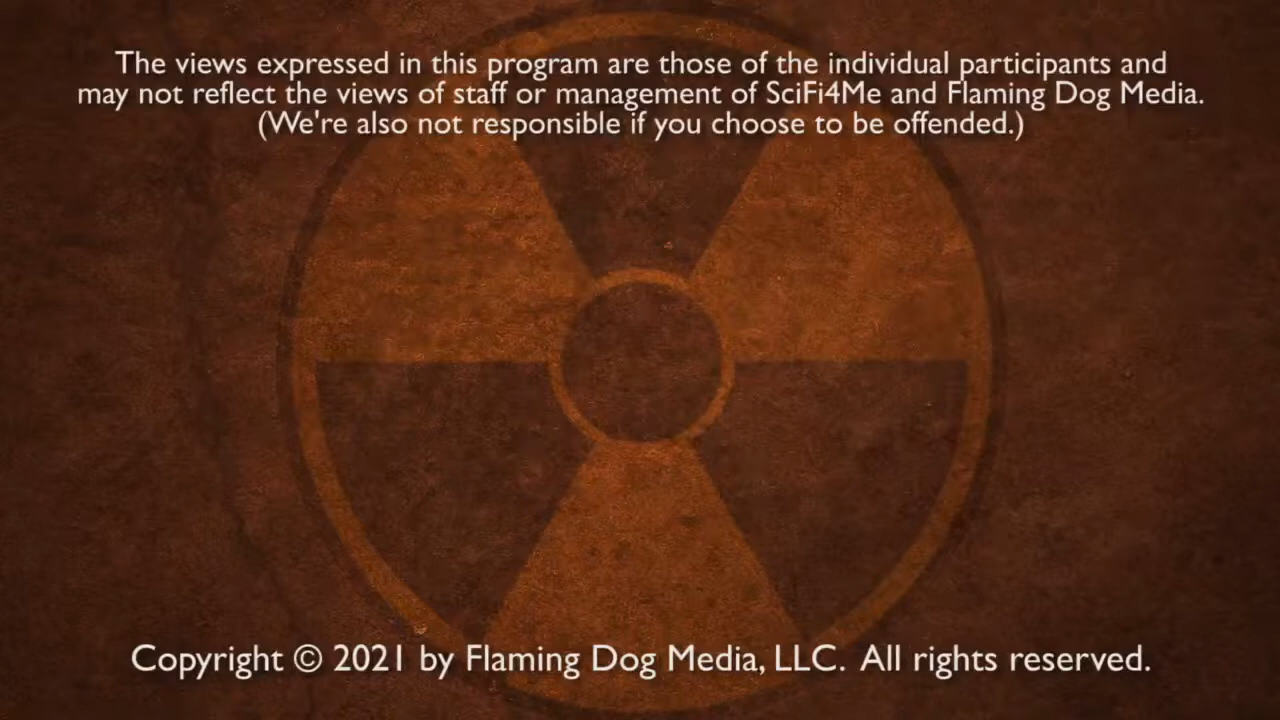 The views expressed in this program are those of the individual participants and
may not reflect the views of staff or management of SciFi4Me and Flaming Dog Media.
(We're also not responsible if you choose to be offended.)
Copyright © 2021 by Flaming Dog Media, LLC. All rights reserved.